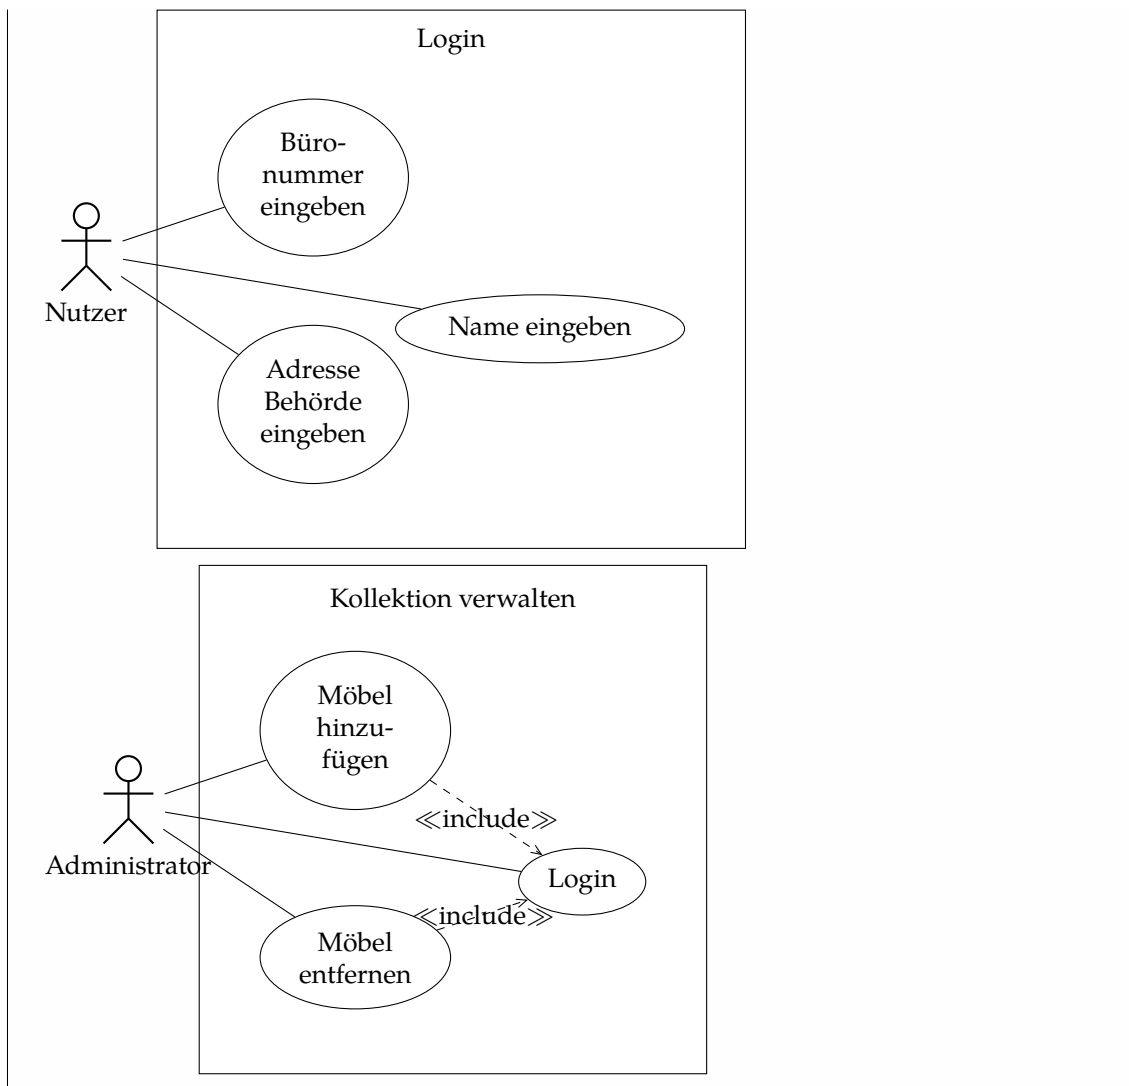 Login
Büro-
nummer
eingeben
Nutzer
Name eingeben
Adresse
Behörde
eingeben
Kollektion verwalten
Möbel
hinzu-
fügen
≪include≫
Administrator
Login
≪include≫
Möbel
entfernen